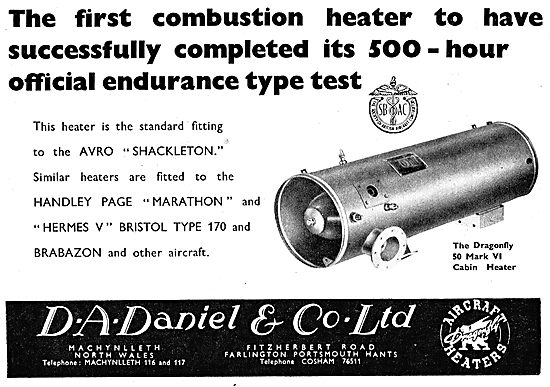 The first combustion heater to have
successfully completed its 500-hour
official endurance type test
SB AC
This heater is the standard fitting
to the AVRO "SHACKLETON."
Similar heaters are fitted to the
HANDLEY PAGE "MARATHON" and
"HERMES V" BRISTOL TYPE 170 and
BRABAZON and other aircraft.
The Dragonfly
50 Mark VI
Cabin Heater
D·A·Daniel & Co·Ltd
MACHYNLLETH
NORTH WALES
Telephone: MACHYNLLETH 116 and 117
FITZHERBERT ROAD
FARLINGTON PORTSMOUTH HANTS
Telephone COSHAM 76511
AIRCRAFT
Dragonfly
HEATERS